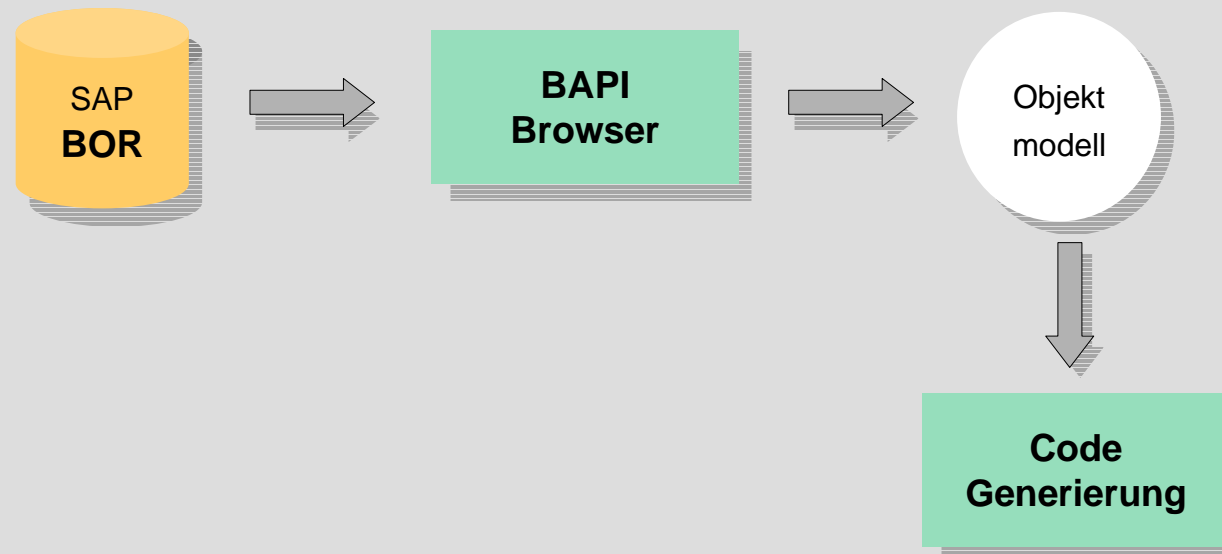 SAP
BOR
BAPI
Browser
Objekt
modell
Code
Generierung